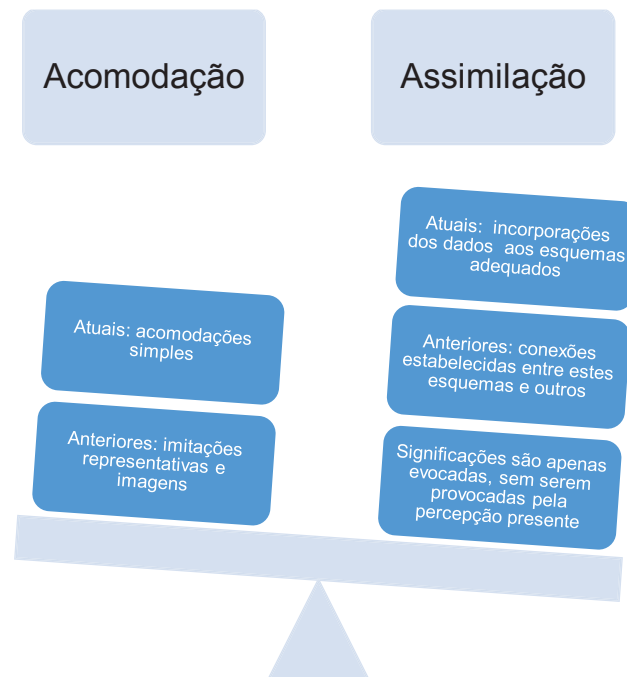 Acomodação
Assimilação
Atuais: acomodações
simples
Anteriores: imitações
representativas e
imagens
Atuais:  incorporações
dos dados  aos esquemas
adequados
Anteriores: conexões
estabelecidas entre estes
esquemas e outros
Significações são apenas
evocadas, sem serem
provocadas pela
percepção presente